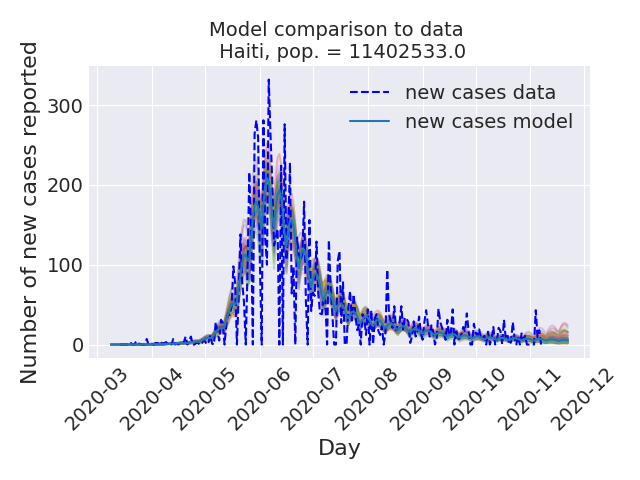 Model comparison to data
Haiti, pop. = 11402533.0
Number of new cases reported
300
200
100
0
new cases data
new cases model
2020-03
2020-04
2020-05
2020-06
2020-07
2020-08
2020-09
2020-10
2020-11
2020-12
Day